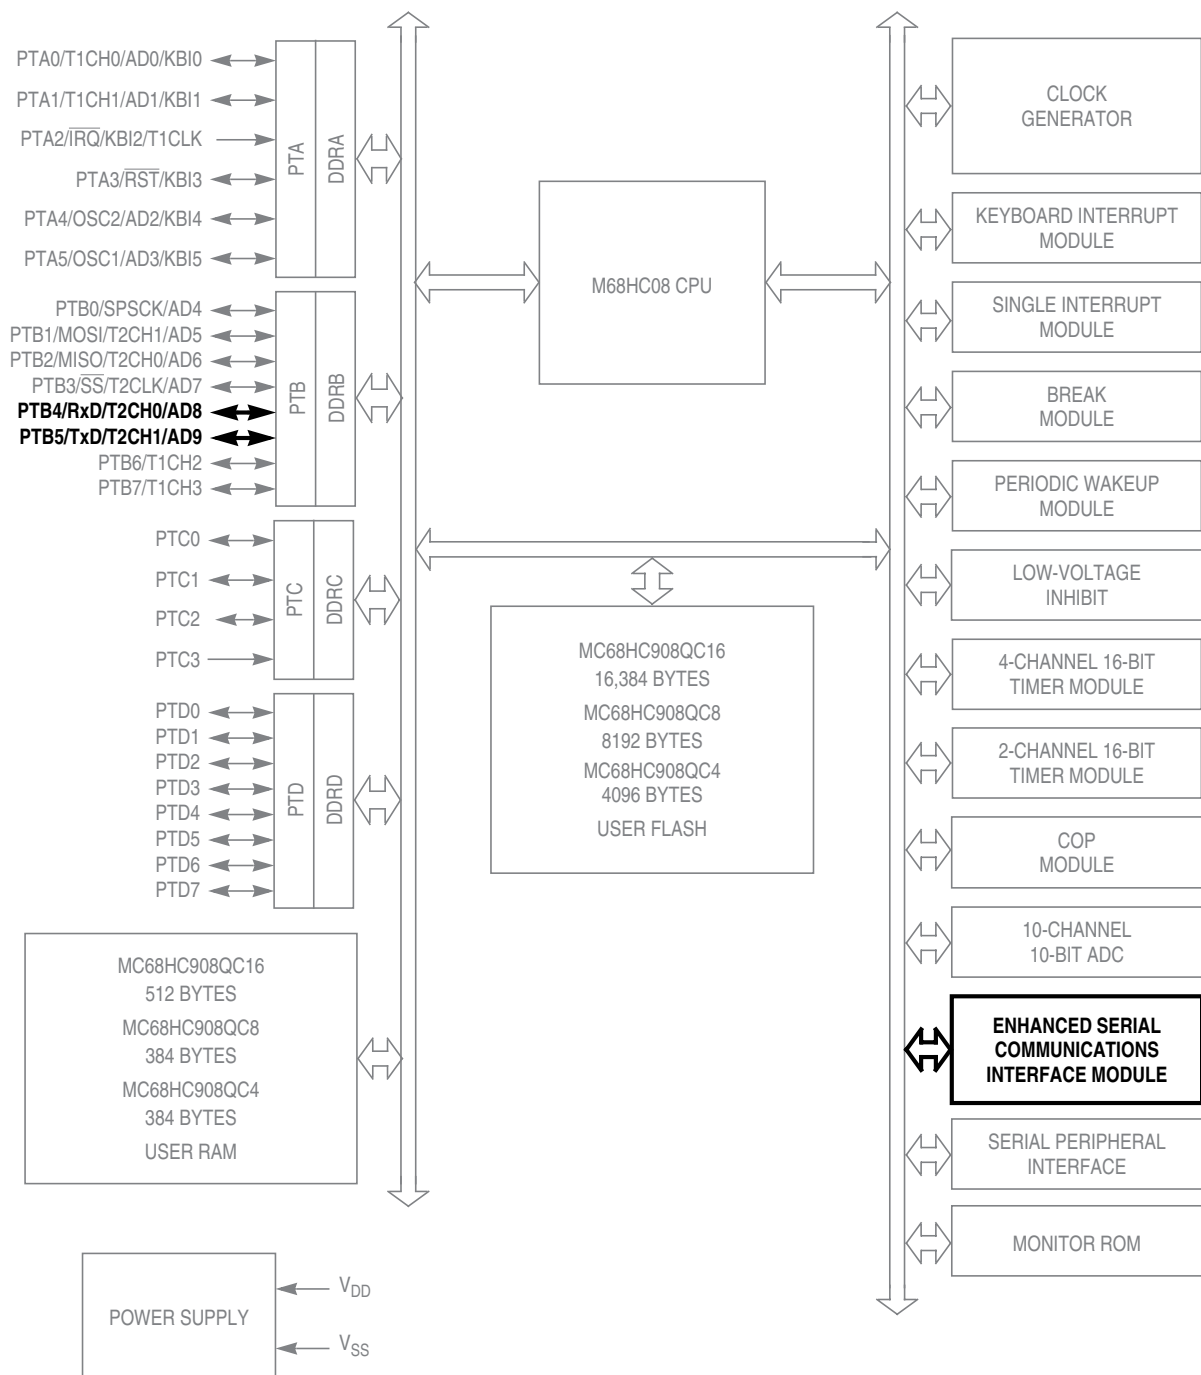 PTA0/T1CH0/AD0/KBI0
PTA1/T1CH1/AD1/KBI1
PTA2/IRQ/KBI2/T1CLK
PTA3/RST/KBI3
PTA4/OSC2/AD2/KBI4
PTA5/OSC1/AD3/KBI5
PTA
DDRA
PTB0/SPSCK/AD4
PTB1/MOSI/T2CH1/AD5
PTB2/MISO/T2CH0/AD6
PTB3/SS/T2CLK/AD7
PTB4/RxD/T2CH0/AD8
PTB5/TxD/T2CH1/AD9
PTB6/T1CH2
PTB7/T1CH3
PTB
DDRB
PTC0
PTC1
PTC2
PTC3
PTC
DDRC
PTD0
PTD1
PTD2
PTD3
PTD4
PTD5
PTD6
PTD7
PTD
DDRD
MC68HC908QC16
512 BYTES
MC68HC908QC8
384 BYTES
MC68HC908QC4
384 BYTES
USER RAM
POWER SUPPLY
VDD
VSS
M68HC08 CPU
MC68HC908QC16
16,384 BYTES
MC68HC908QC8
8192 BYTES
MC68HC908QC4
4096 BYTES
USER FLASH
CLOCK
GENERATOR
KEYBOARD INTERRUPT
MODULE
SINGLE INTERRUPT
MODULE
BREAK
MODULE
PERIODIC WAKEUP
MODULE
LOW-VOLTAGE
INHIBIT
4-CHANNEL 16-BIT
TIMER MODULE
2-CHANNEL 16-BIT
TIMER MODULE
COP
MODULE
10-CHANNEL
10-BIT ADC
ENHANCED SERIAL
COMMUNICATIONS
INTERFACE MODULE
SERIAL PERIPHERAL
INTERFACE
MONITOR ROM